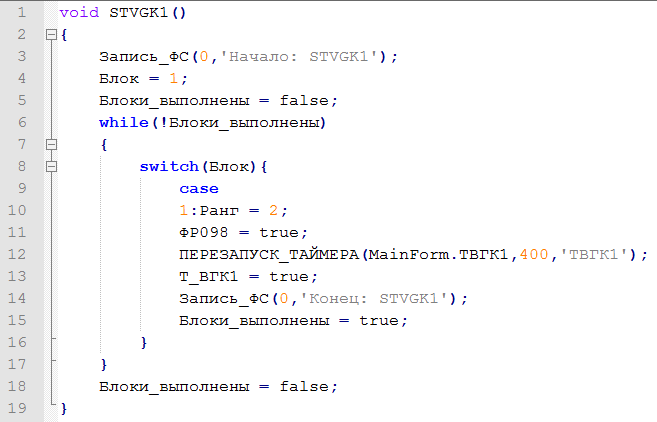 1 void STVGK1()
2 {
3 Запись_ФС(0,'Начало: STVGK1');
4 Блок = 1;
5 Блоки_выполнены = false;
6 while(!Блоки_выполнены)
7 {
8 switch(Блок){
9 case
10 1:Ранг = 2;
11 ФР098 = true;
12 ПЕРЕЗАПУСК_ТАЙМЕРА(MainForm.ТВГК1,400,'ТВГК1');
13 Т_ВГК1 = true;
14 Запись_ФС(0,'Конец: STVGK1');
15 Блоки_выполнены = true;
16 }
17 }
18 Блоки_выполнены = false;
19 }